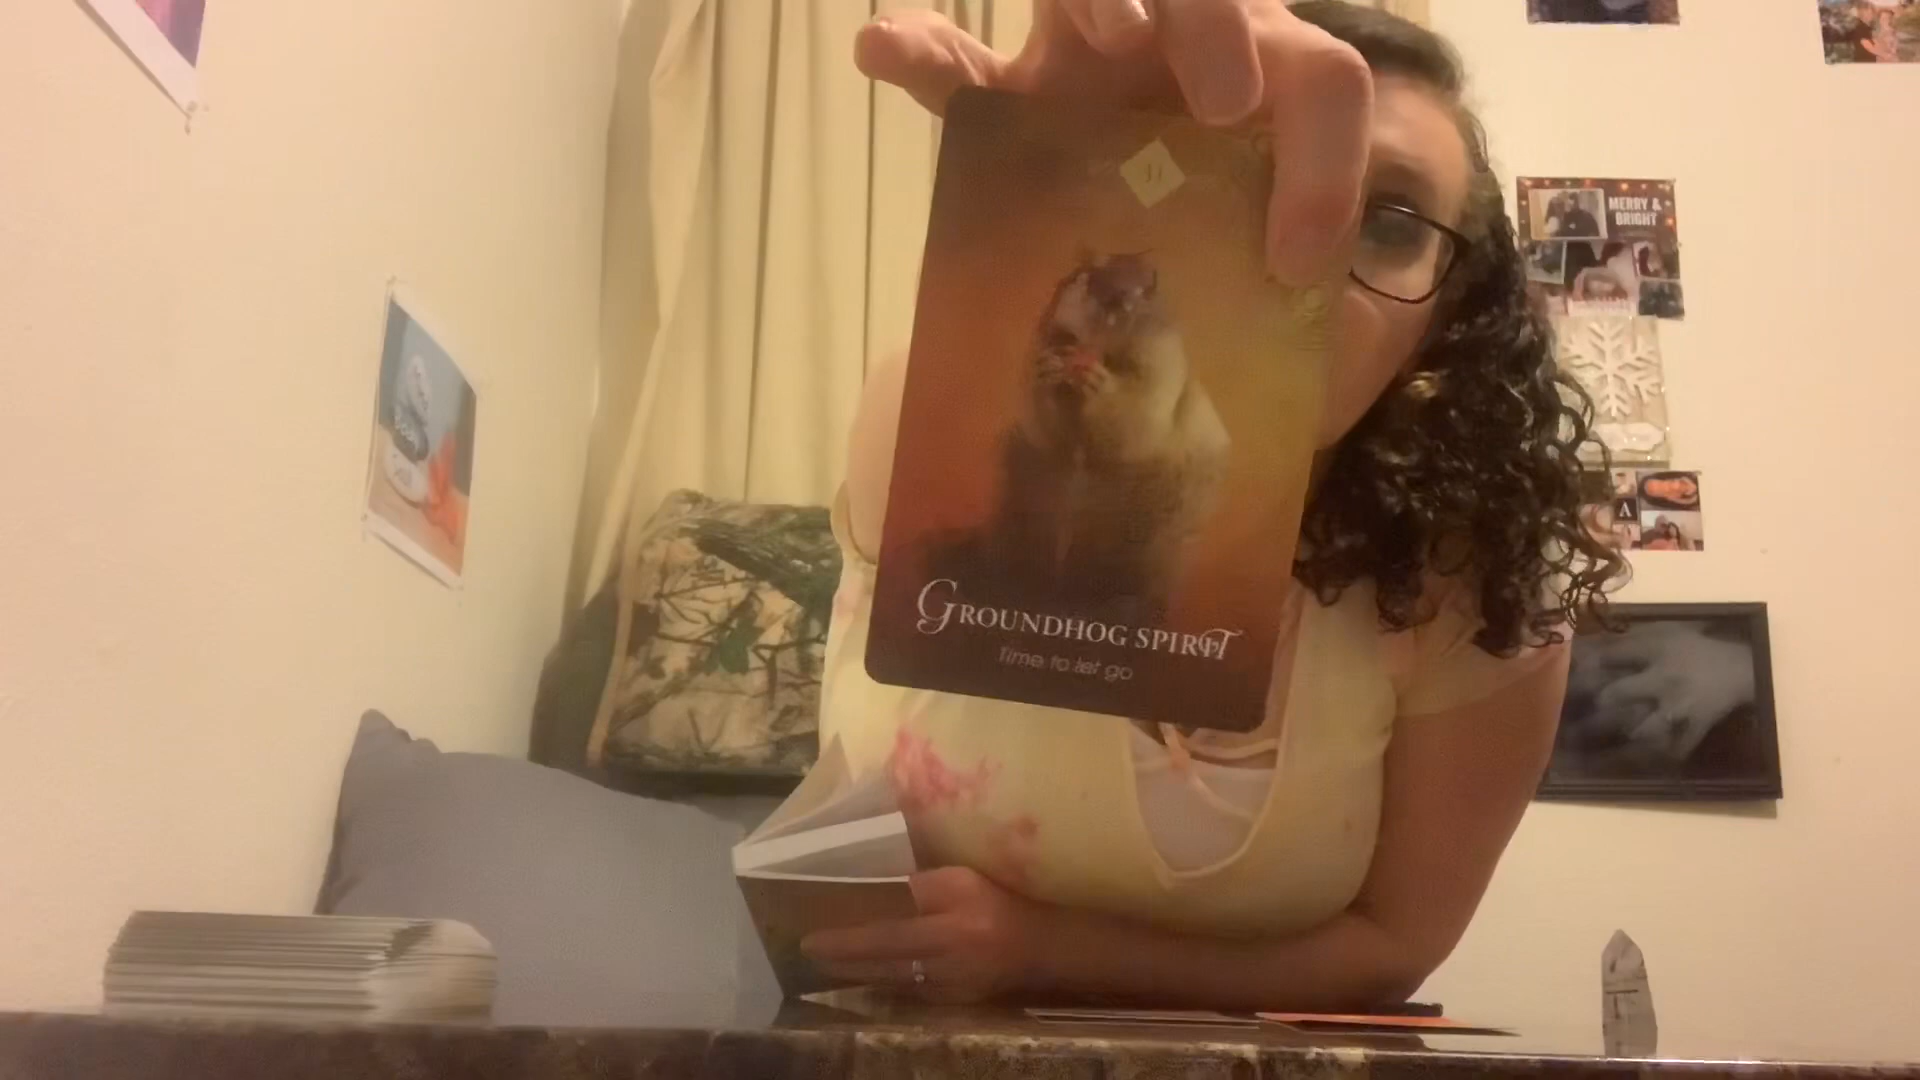 GROUNDHOG SPIRIT
Time to let go
MERRY &
BRIGHT
A